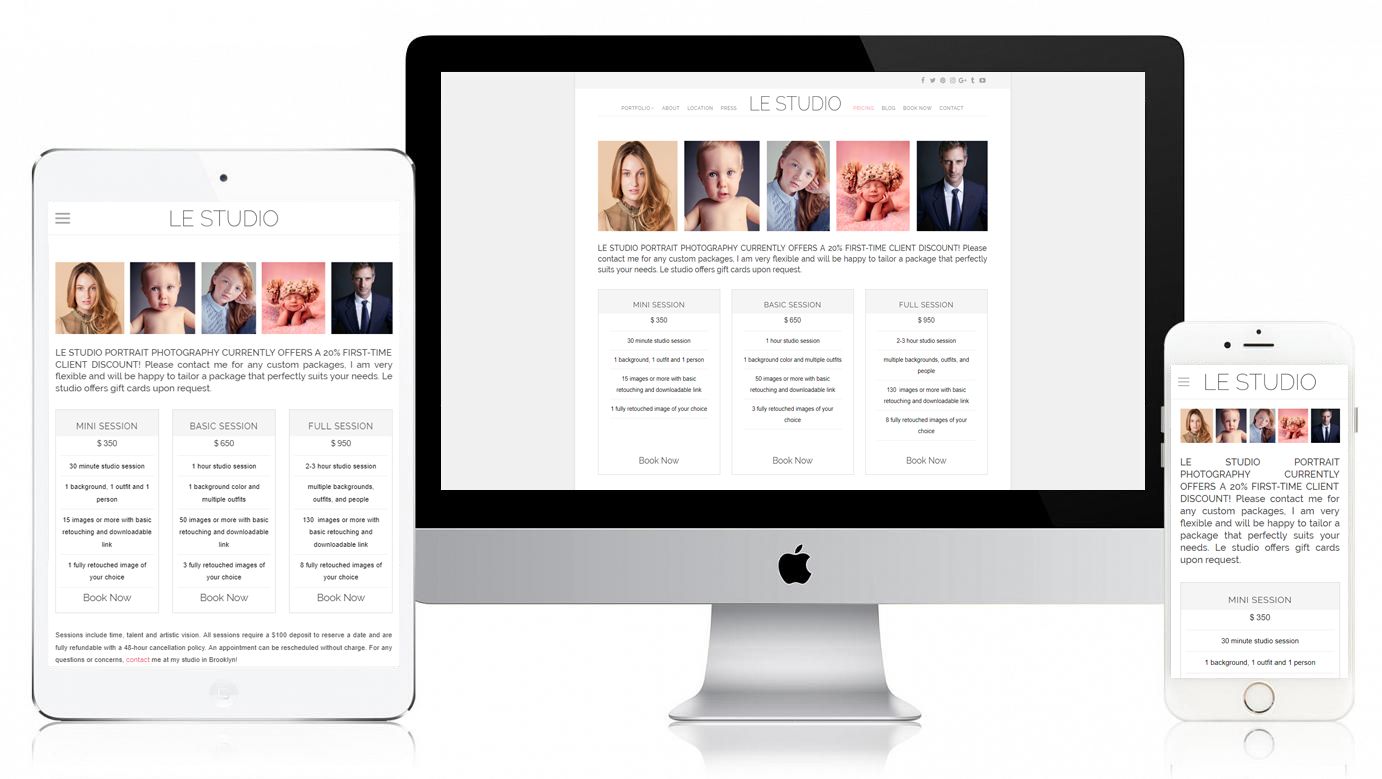 LE STUDIO
LE STUDIO PORTRAIT PHOTOGRAPHY CURRENTLY OFFERS A 20% FIRST-TIME
CLIENT DISCOUNT! Please contact me for any custom packages, I am very
flexible and will be happy to tailor a package that perfectly suits your needs. Le
studio offers gift cards upon request.
MINI SESSION
$ 350
30 minute studio session
1 background, 1 outfit and 1
person
15 images or more with basic
retouching and downloadable
link
1 fully retouched image of
your choice
Book Now
BASIC SESSION
$ 650
1 hour studio session
1 background color and
multiple outfits
50 images or more with basic
retouching and downloadable
link
3 fully retouched images of
your choice
Book Now
FULL SESSION
$ 950
2-3 hour studio session
multiple backgrounds,
outfits, and people
130 images or more with
basic retouching and
downloadable link
8 fully retouched images of
your choice
Book Now
Sessions include time, talent and artistic vision. All sessions require a $100 deposit to reserve a date and are
fully refundable with a 48-hour cancellation policy. An appointment can be rescheduled without charge. For any
questions or concerns, contact me at my studio in Brooklyn!
PORTFOLIO ABOUT LOCATION PRESS LE STUDIO PRICING BLOG BOOK NOW CONTACT
LE STUDIO PORTRAIT PHOTOGRAPHY CURRENTLY OFFERS A 20% FIRST-TIME CLIENT DISCOUNT! Please
contact me for any custom packages, I am very flexible and will be happy to tailor a package that perfectly
suits your needs. Le studio offers gift cards upon request.
MINI SESSION
$ 350
30 minute studio session
1 background, 1 outfit and 1 person
15 images or more with basic
retouching and downloadable link
1 fully retouched image of your choice
Book Now
BASIC SESSION
$ 650
1 hour studio session
1 background color and multiple outfits
50 images or more with basic
retouching and downloadable link
3 fully retouched images of your
choice
Book Now
FULL SESSION
$ 950
2-3 hour studio session
multiple backgrounds, outfits, and
people
130 images or more with basic
retouching and downloadable link
8 fully retouched images of your
choice
Book Now
LE STUDIO
LE STUDIO PORTRAIT
PHOTOGRAPHY CURRENTLY
OFFERS A 20% FIRST-TIME CLIENT
DISCOUNT! Please contact me for
any custom packages, I am very
flexible and will be happy to tailor a
package that perfectly suits your
needs. Le studio offers gift cards
upon request.
MINI SESSION
$ 350
30 minute studio session
1 background, 1 outfit and 1 person